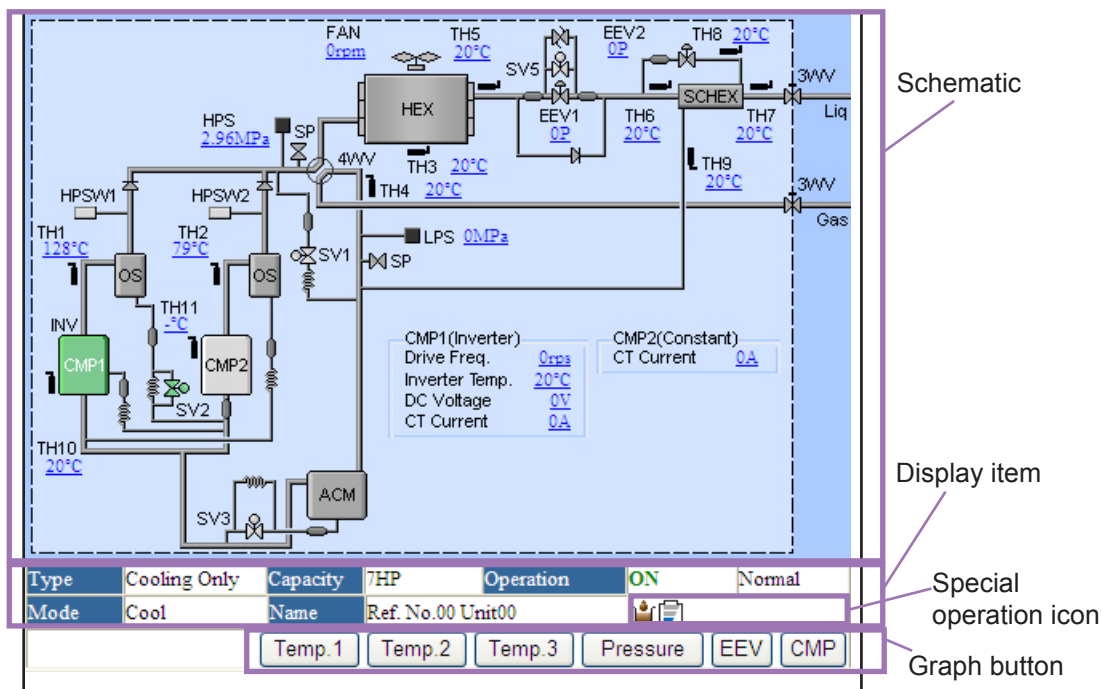 FAN
0rpm
TH5
20°C
EEV2
0P
TH8
20°C
SV5
3WV
Schematic
HEX
SCHEX
Liq
HPS
2.96MPa
SP
EEV1
0P
TH6
20°C
TH7
20°C
4WV
TH3
20°C
TH4
20°C
TH9
20°C
3WV
HPSW1
HPSW2
Gas
TH1
128°C
TH2
79°C
LPS
0MPa
SV1
SP
OS
OS
TH11
-°C
INV
CMP1
CMP2
SV2
CMP1(Inverter)
Drive Freq. 0rps
Inverter Temp. 20°C
DC Voltage 0V
CT Current 0A
CMP2(Constant)
CT Current 0A
TH10
20°C
ACM
SV3
Display item
Type Cooling Only Capacity 7HP Operation ON Normal
Mode Cool Name Ref. No.00 Unit00
Special
operation icon
Temp.1 Temp.2 Temp.3 Pressure EEV CMP
Graph button